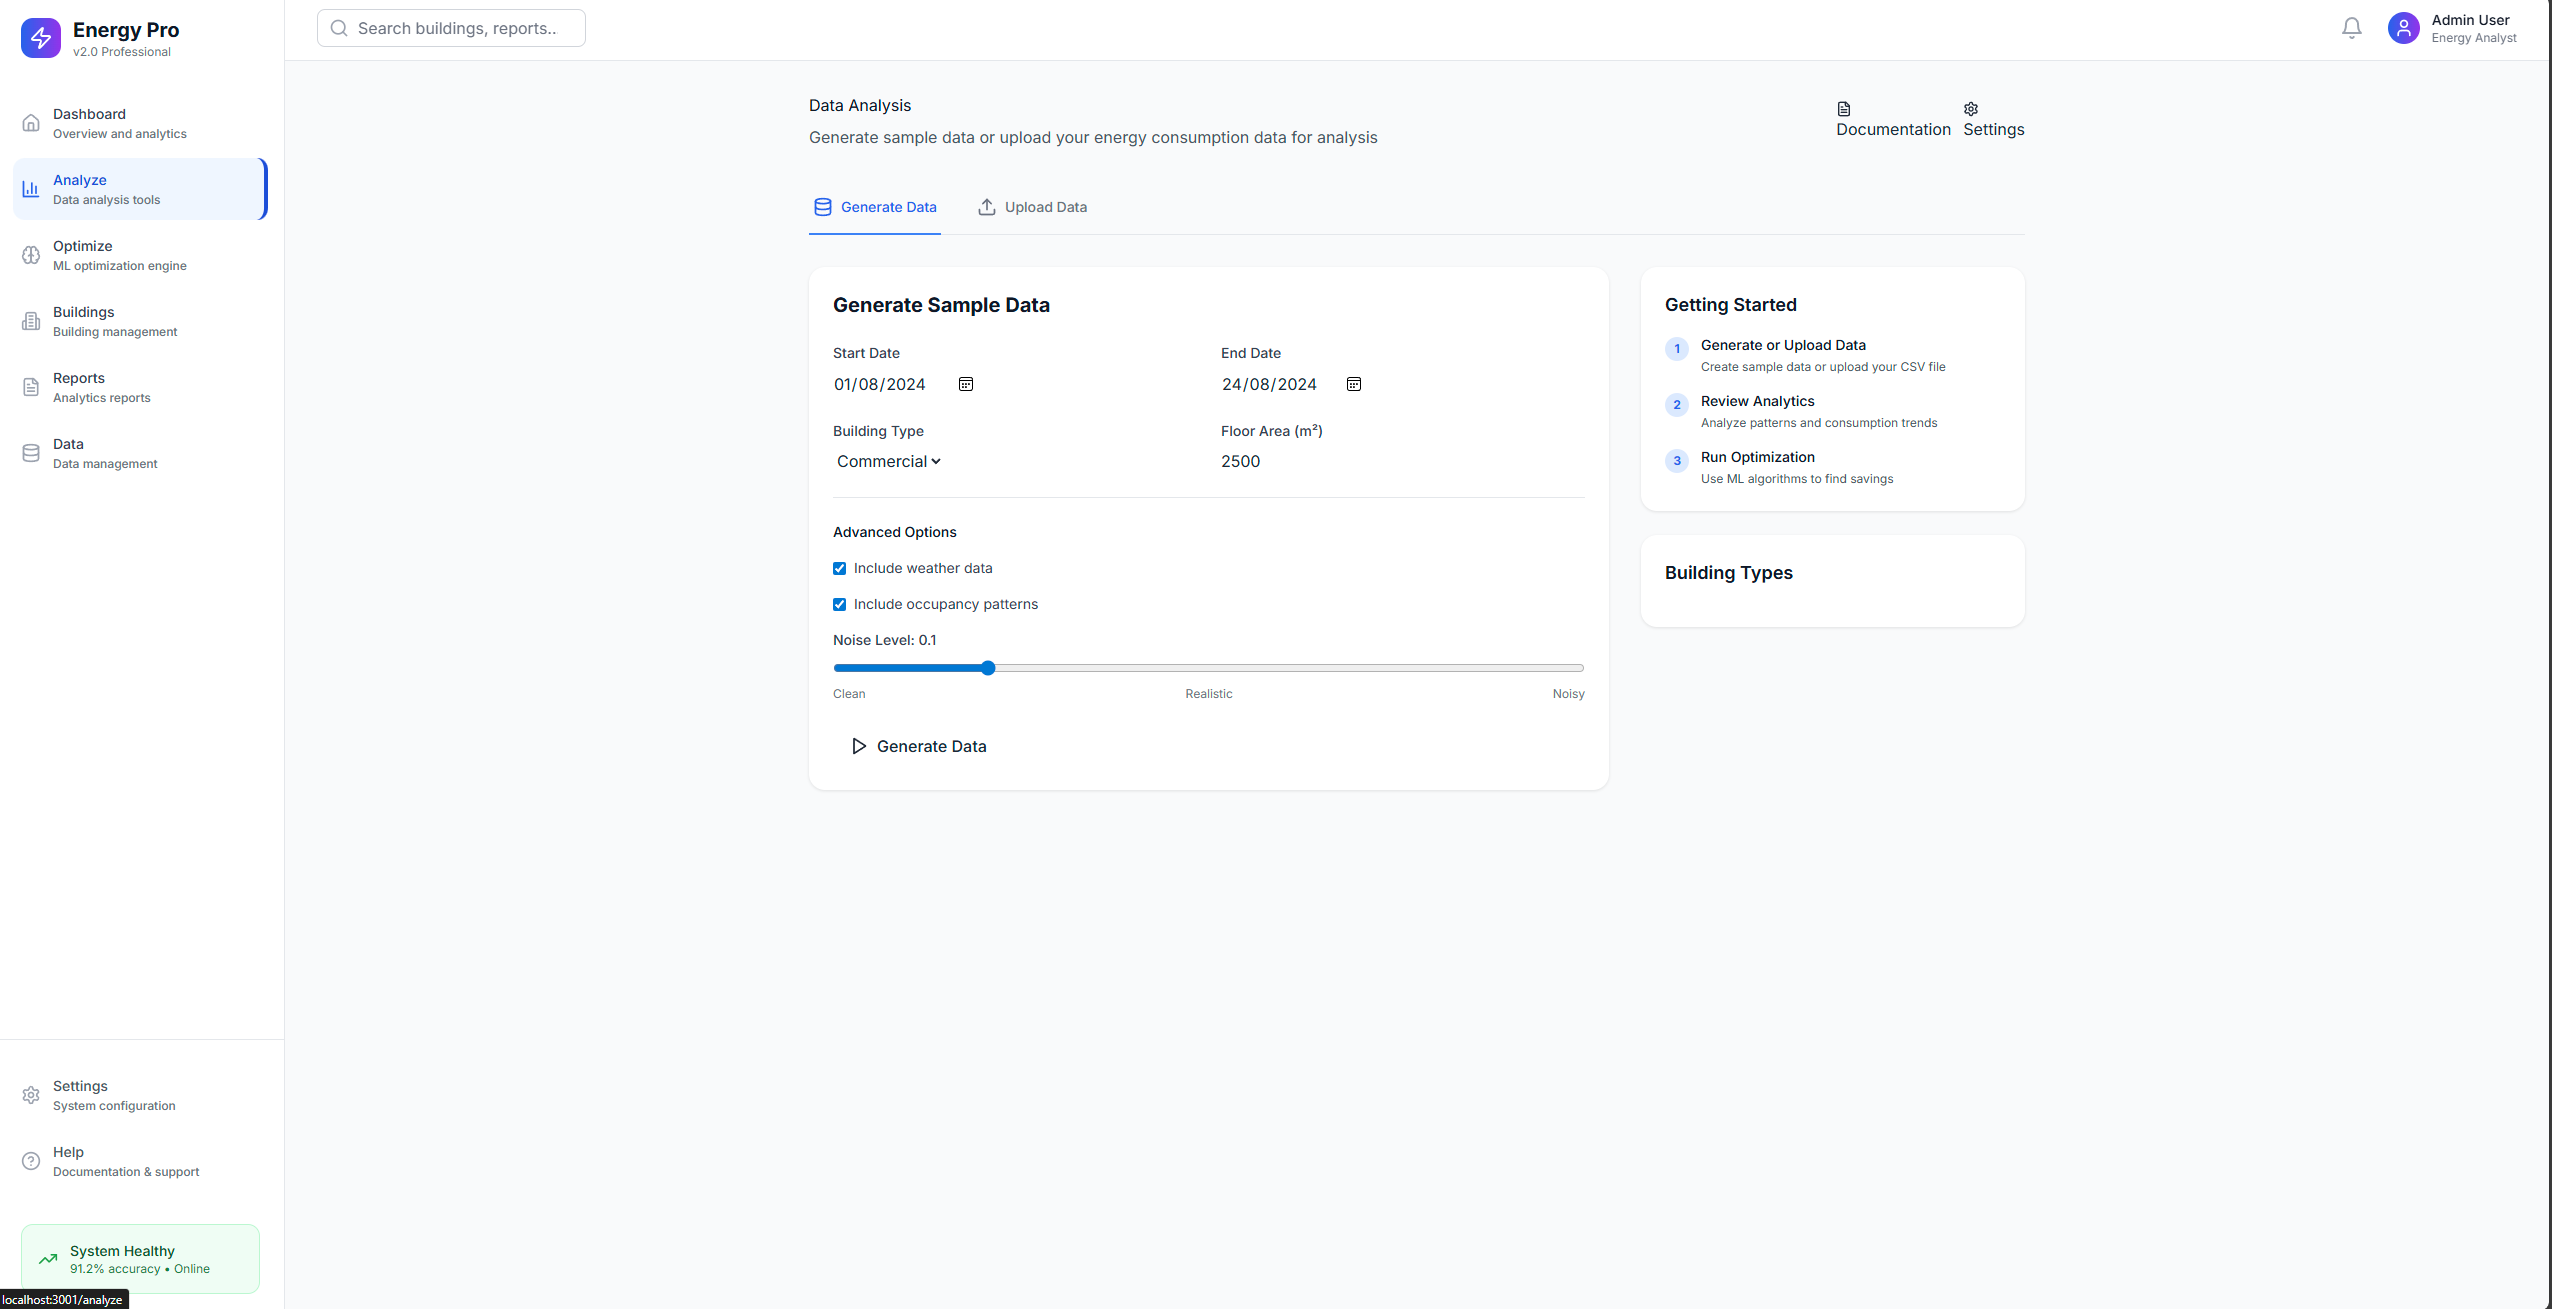 Energy Pro
v2.0 Professional
Search buildings, reports..
Admin User
Energy Analyst
Dashboard
Overview and analytics
Analyze
Data analysis tools
Optimize
ML optimization engine
Buildings
Building management
Reports
Analytics reports
Data
Data management
Settings
System configuration
Help
Documentation & support
System Healthy
91.2% accuracy • Online
localhost:3001/analyze
Data Analysis
Generate sample data or upload your energy consumption data for analysis
Documentation
Settings
Generate Data
Upload Data
Generate Sample Data
Start Date
End Date
01/08/2024
24/08/2024
Building Type
Floor Area (m²)
Commercial
2500
Advanced Options
Include weather data
Include occupancy patterns
Noise Level: 0.1
Clean
Realistic
Noisy
Generate Data
Getting Started
1
Generate or Upload Data
Create sample data or upload your CSV file
2
Review Analytics
Analyze patterns and consumption trends
3
Run Optimization
Use ML algorithms to find savings
Building Types